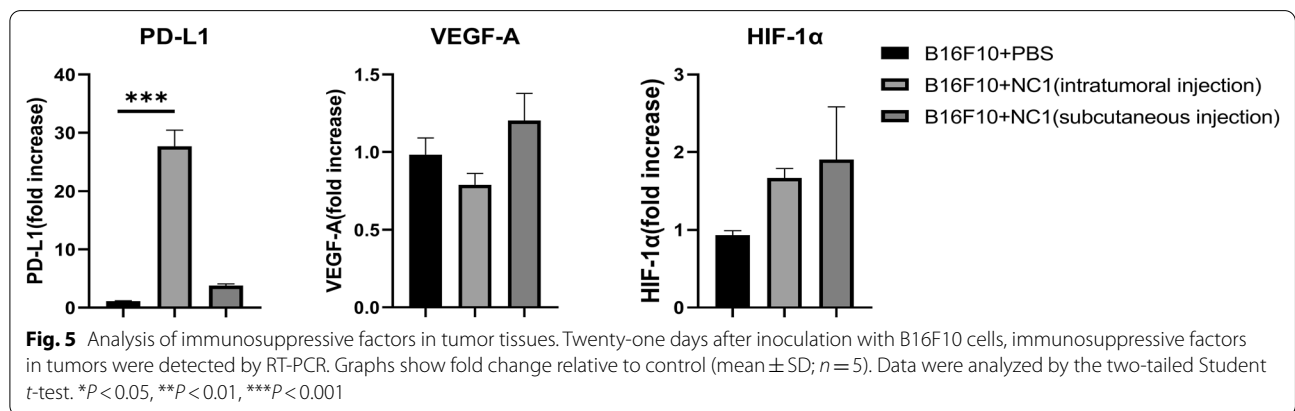 PD-L1
VEGF-A
HIF-1α
PD-L1(fold increase)
40
30
20
10
0
***
VEGF-A(fold increase)
1.5
1.0
0.5
0.0
HIF-1α(fold increase)
3
2
1
0
B16F10+PBS
B16F10+NC1(intratumoral injection)
B16F10+NC1(subcutaneous injection)
Fig. 5 Analysis of immunosuppressive factors in tumor tissues. Twenty-one days after inoculation with B16F10 cells, immunosuppressive factors
in tumors were detected by RT-PCR. Graphs show fold change relative to control (mean ± SD; n = 5). Data were analyzed by the two-tailed Student
t-test. *P < 0.05, **P < 0.01, ***P < 0.001